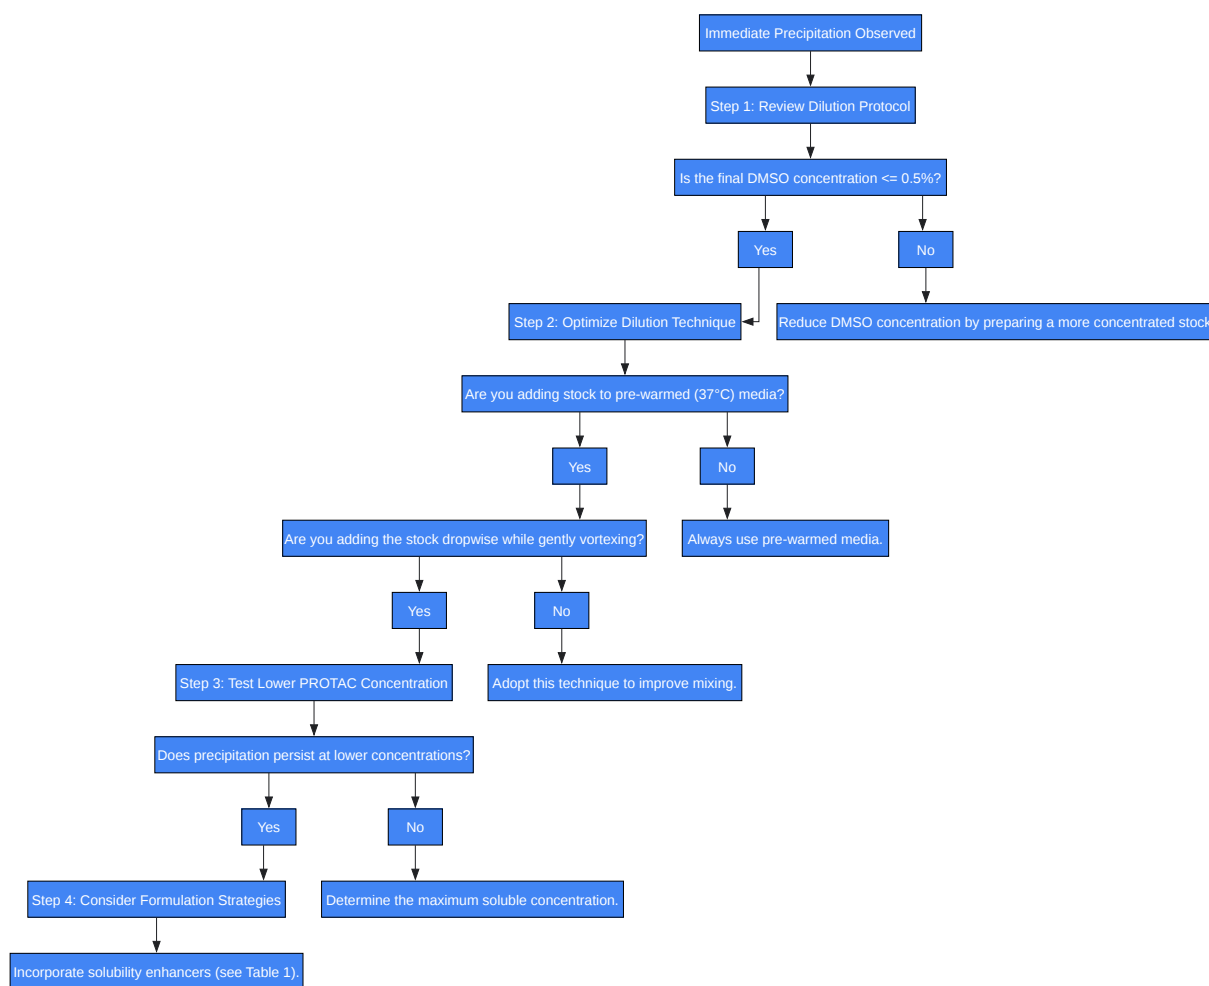 Immediate Precipitation Observed
Step 1: Review Dilution Protocol
Is the final DMSO concentration <= 0.5%?
Yes
No
Step 2: Optimize Dilution Technique
Reduce DMSO concentration by preparing a more concentrated stock
Are you adding stock to pre-warmed (37°C) media?
Yes
No
Are you adding the stock dropwise while gently vortexing?
Always use pre-warmed media.
Yes
No
Step 3: Test Lower PROTAC Concentration
Adopt this technique to improve mixing.
Does precipitation persist at lower concentrations?
Yes
No
Step 4: Consider Formulation Strategies
Determine the maximum soluble concentration.
Incorporate solubility enhancers (see Table 1).